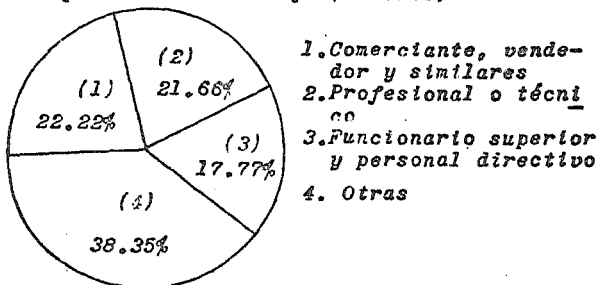 (1)
22.22%
(2)
21.66%
(3)
17.77%
(4)
38.35%
1.Comerciante, vende-
dor y similares
2.Profesional o técni
co
3.Funcionario superior
y personal directivo
4. Otras